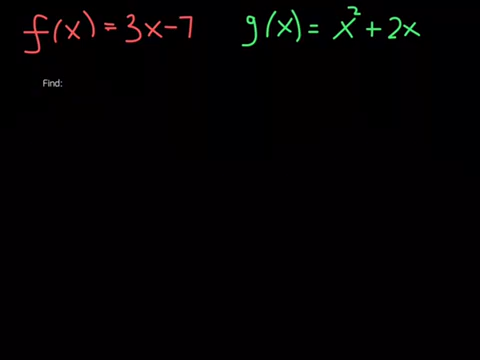 f(x) = 3x-7 g(x) = x² + 2x
Find: